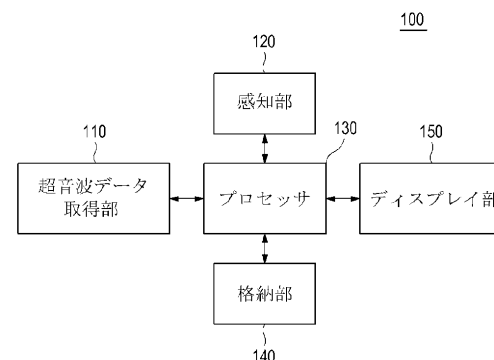 100
120
感知部
110
130
150
超音波データ
取得部
プロセッサ
ディスプレイ部
格納部
140